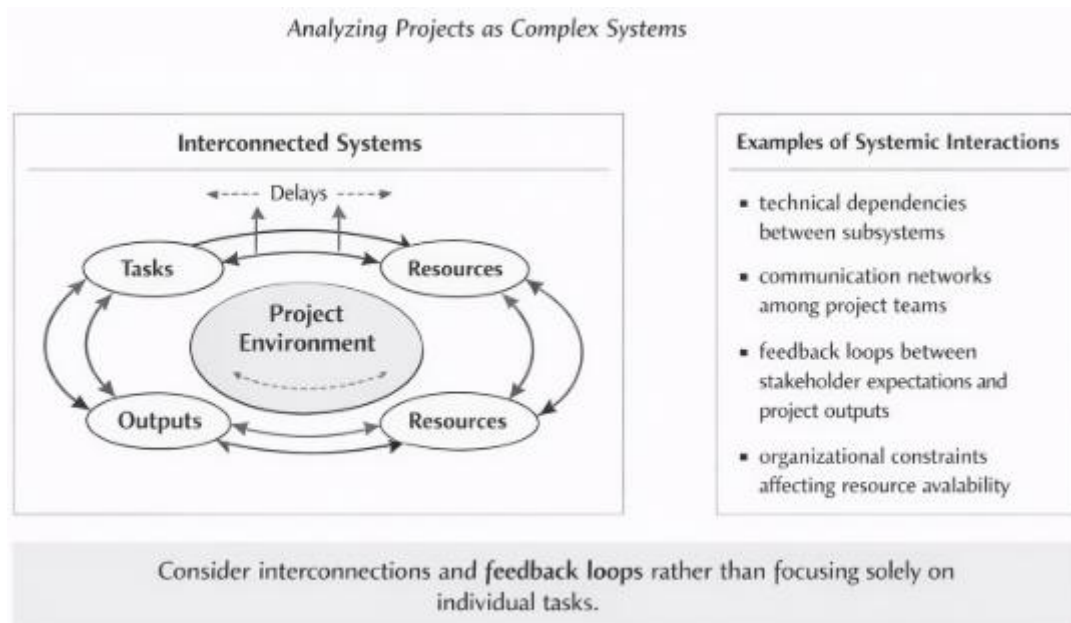 Analyzing Projects as Complex Systems
Interconnected Systems
Delays
Tasks
Resources
Project
Environment
Outputs
Resources
Examples of Systemic Interactions
▪ technical dependencies
between subsystems
▪ communication networks
among project teams
▪ feedback loops between
stakeholder expectations and
project outputs
▪ organizational constraints
affecting resource avalability
Consider interconnections and feedback loops rather than focusing solely on
individual tasks.